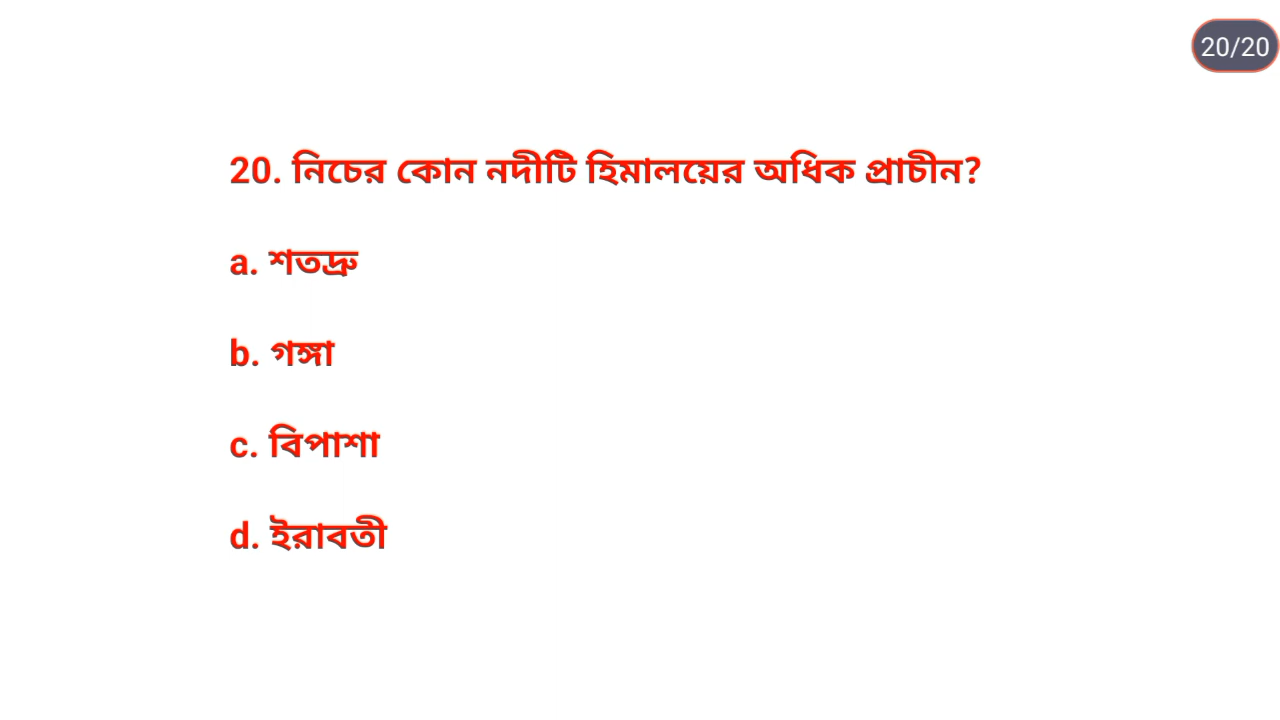 20/20
20. নিচের কোন নদীটি হিমালয়ের অধিক প্রাচীন?
a. শতদ্রু
b. গঙ্গা
c. বিপাশা
d. ইরাবতী